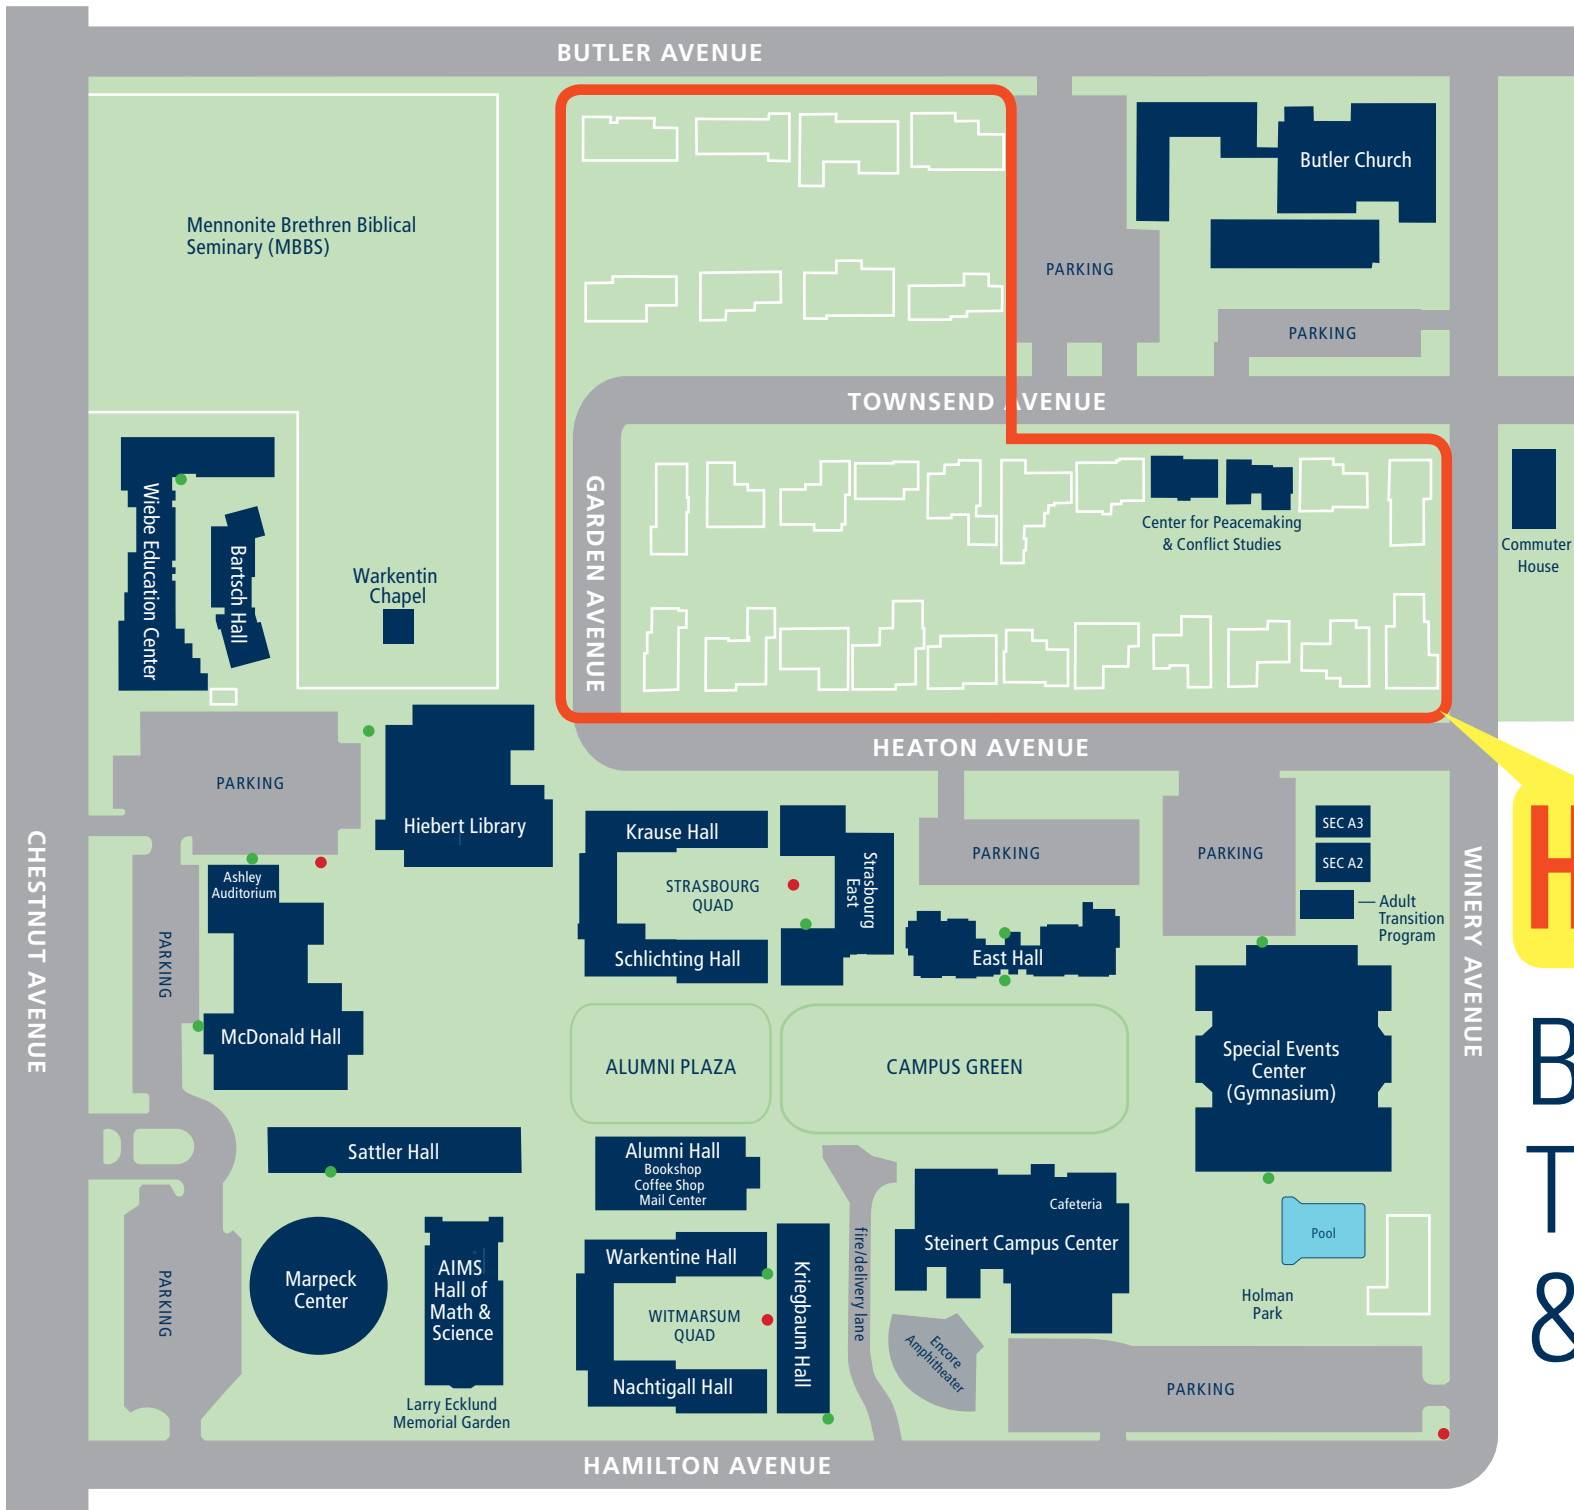 BUTLER AVENUE
Butler Church
Mennonite Brethren Biblical
Seminary (MBBS)
PARKING
PARKING
TOWNSEND AVENUE
GARDEN AVENUE
Center for Peacemaking
& Conflict Studies
Commuter
House
Wiebe Education Center
Bartsch Hall
Warkentin
Chapel
HEATON AVENUE
PARKING
Hiebert Library
Krause Hall
STRASBOURG
QUAD
Strasbourg
East
Schlichting Hall
PARKING
PARKING
SEC A3
SEC A2
Adult
Transition
Program
H
CHESTNUT AVENUE
WINERY AVENUE
Ashley
Auditorium
PARKING
McDonald Hall
East Hall
ALUMNI PLAZA
CAMPUS GREEN
Special Events
Center
(Gymnasium)
B
T
&
Sattler Hall
Alumni Hall
Bookshop
Coffee Shop
Mail Center
Cafeteria
Steinert Campus Center
fire/delivery lane
Pool
Holman
Park
PARKING
Marpeck
Center
AIMS
Hall of
Math &
Science
Larry Ecklund
Memorial Garden
Warkentine Hall
WITMARSUM
QUAD
Kriegbaum Hall
Nachtigall Hall
Encore
Amphitheater
PARKING
HAMILTON AVENUE